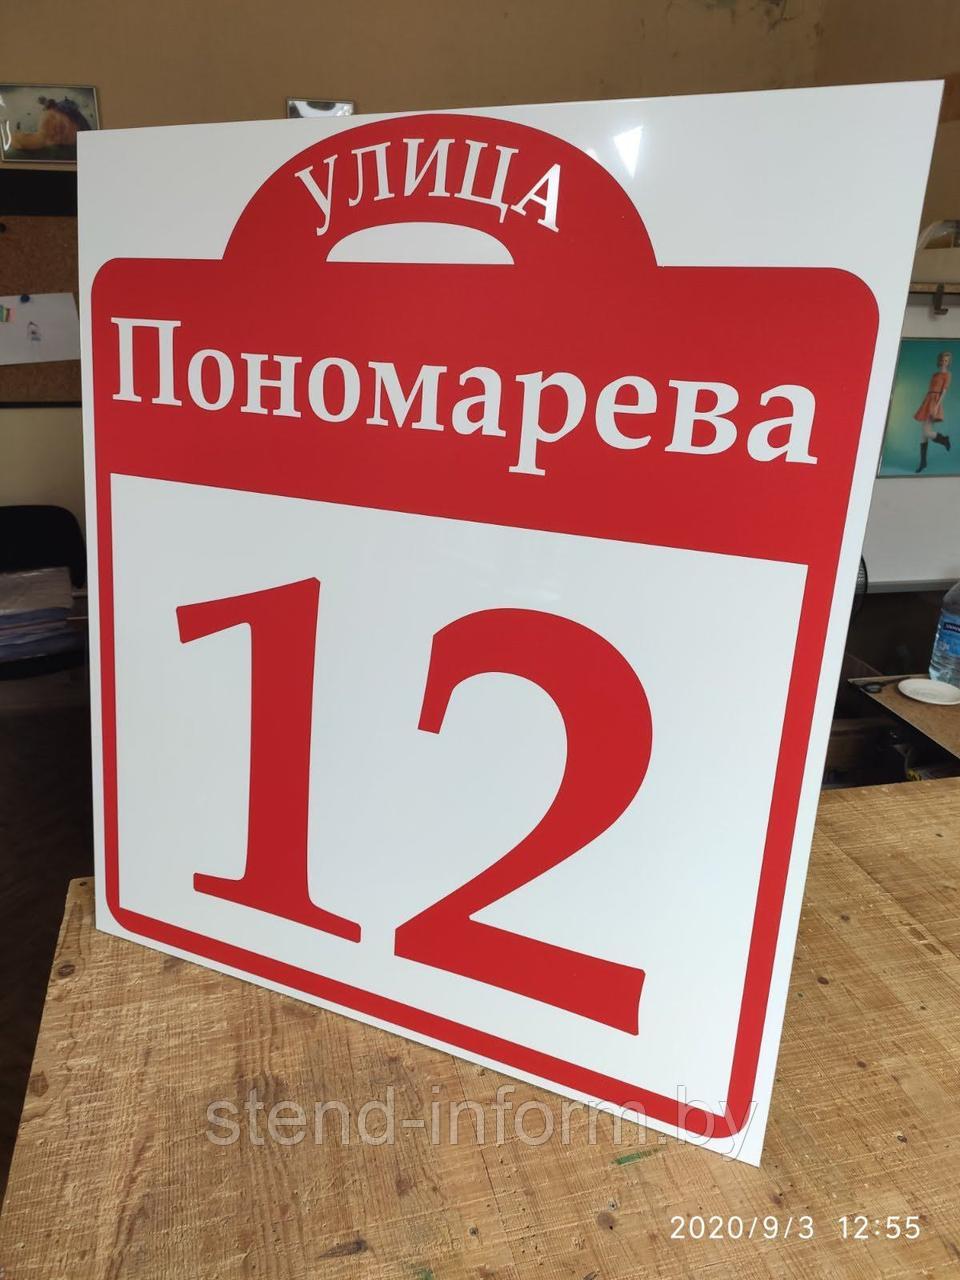 УЛИЦА
Пономарева
12
stend-inform.by
2020/9/3 12:55